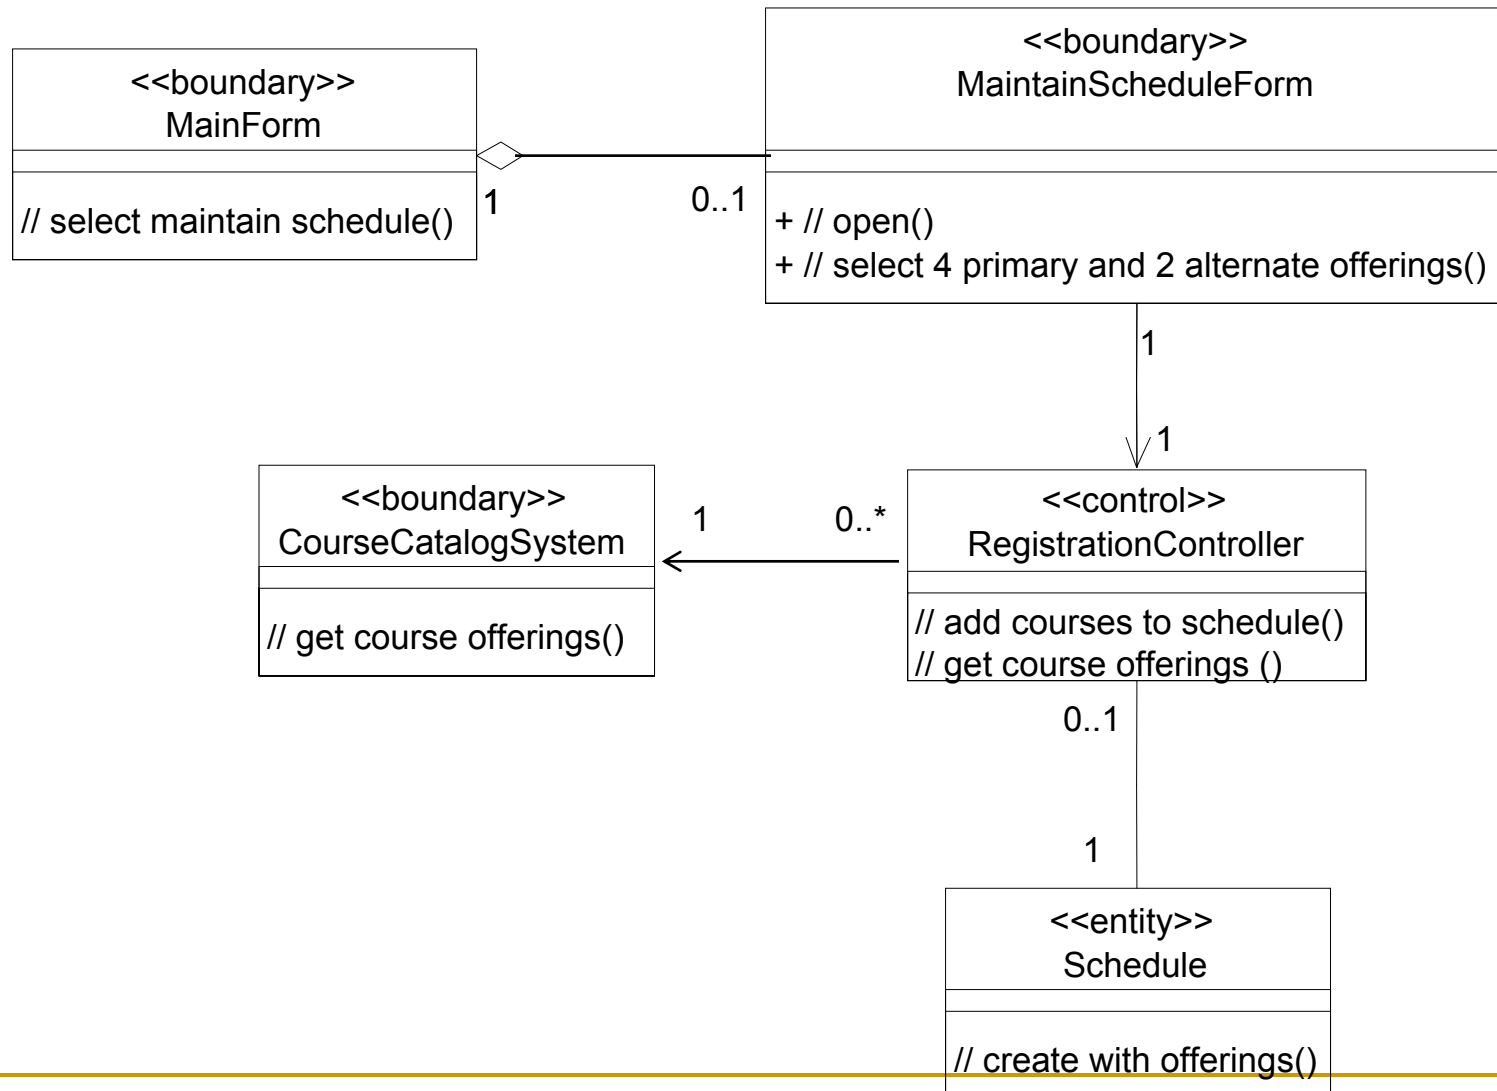 <<boundary>>
MainForm
// select maintain schedule()
1
0..1
<<boundary>>
MaintainScheduleForm
+ // open()
+ // select 4 primary and 2 alternate offerings()
1
1
<<boundary>>
CourseCatalogSystem
// get course offerings()
1
0..*
<<control>>
RegistrationController
// add courses to schedule()
// get course offerings ()
0..1
1
<<entity>>
Schedule
// create with offerings()